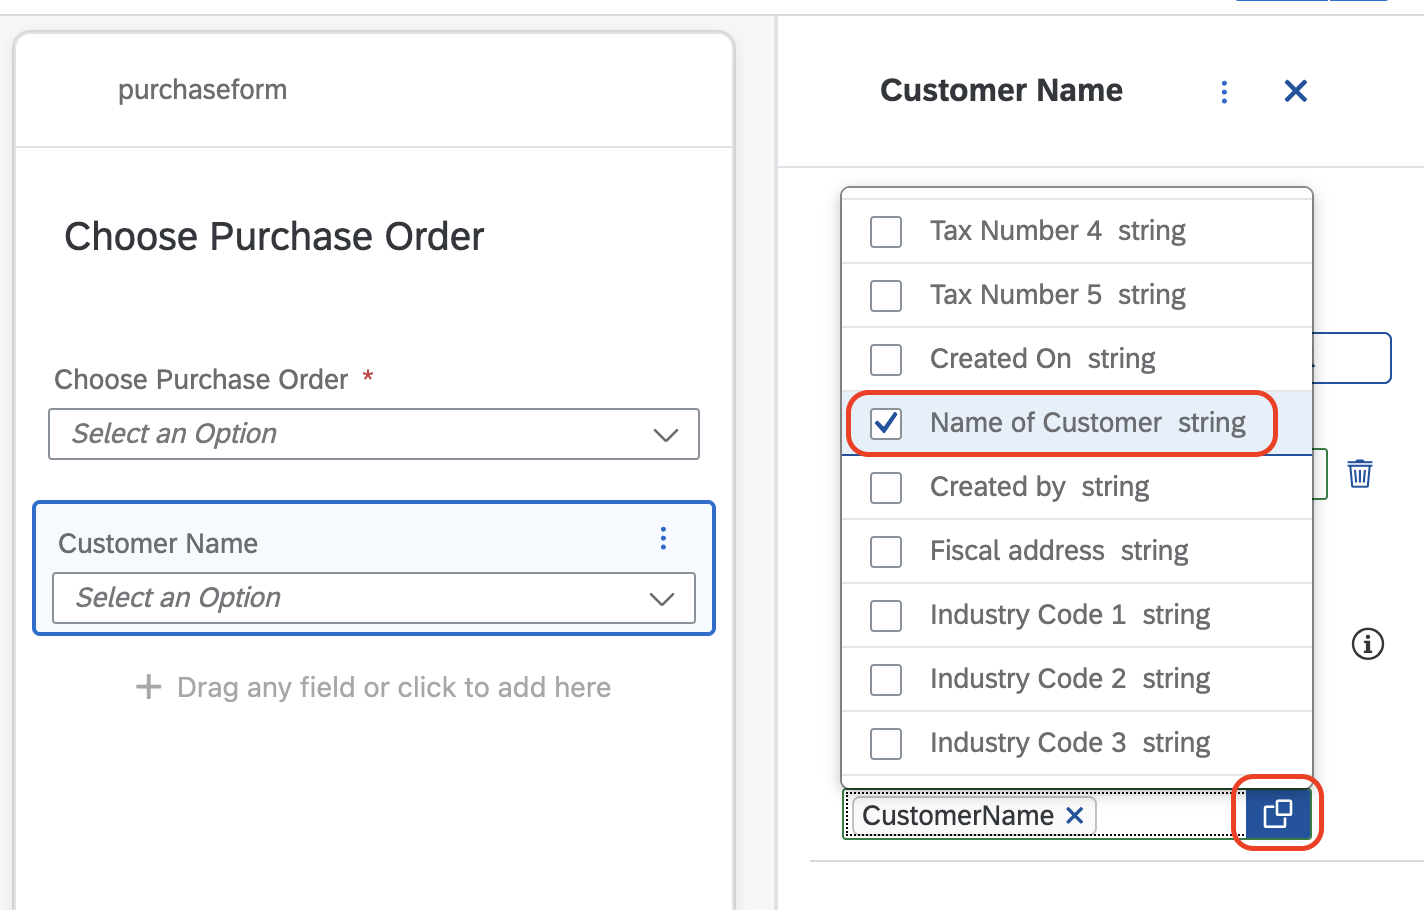 purchaseform
Choose Purchase Order
Choose Purchase Order *
Select an Option
Customer Name
Select an Option
Drag any field or click to add here
Customer Name
Tax Number 4 string
Tax Number 5 string
Created On string
Name of Customer string
Created by string
Fiscal address string
Industry Code 1 string
Industry Code 2 string
Industry Code 3 string
CustomerName